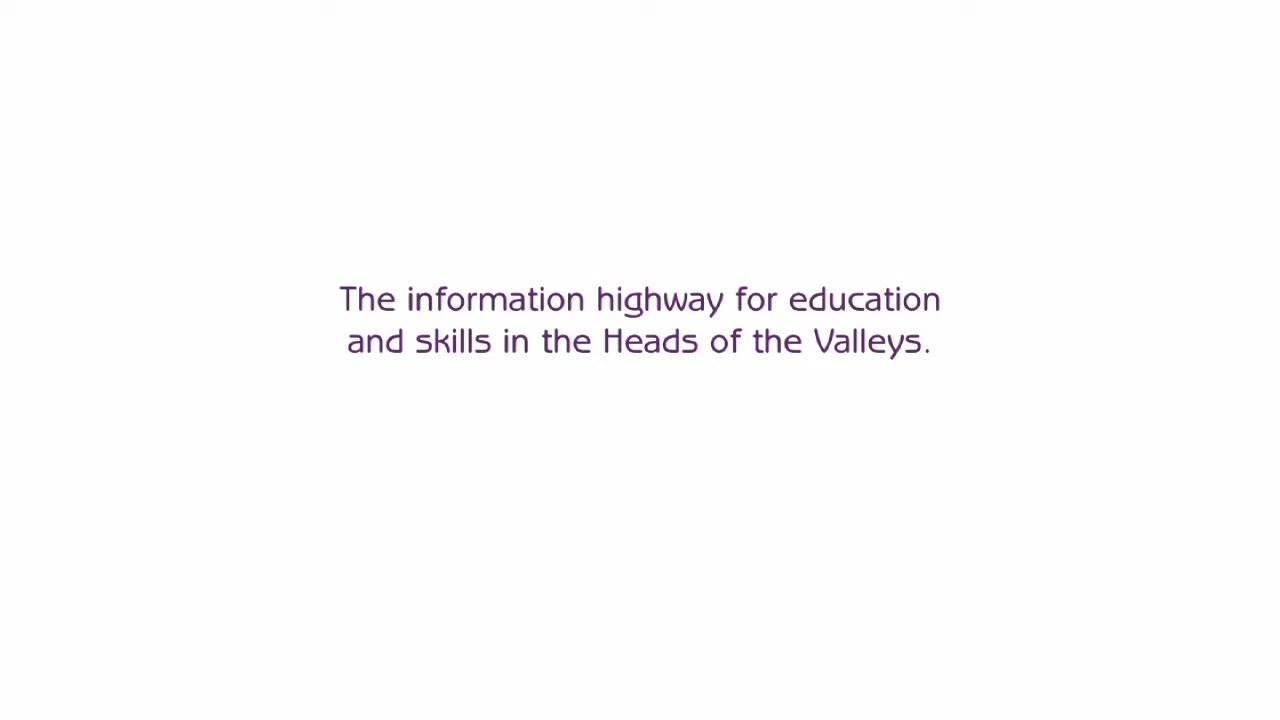 The information highway for education
and skills in the Heads of the Valleys.